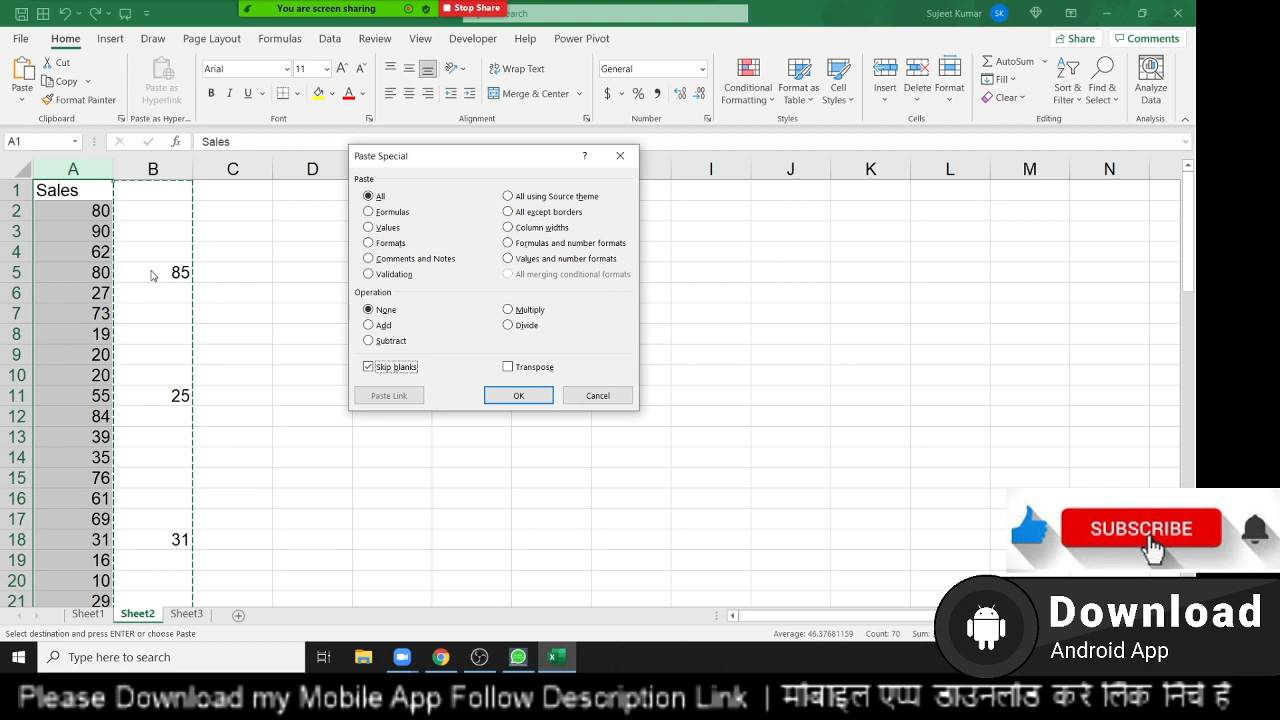 You are screen sharing
Stop Share
Search
Sujeet Kumar
SK
File Home Insert Draw Page Layout Formulas Data Review View Developer Help Power Pivot
Share Comments
Paste
Cut
Copy
Format Painter
Paste as
Hyperlink
Arial 11
B I U
Wrap Text
Merge & Center
General
$ % ,
Conditional
Formatting
Format as
Table
Cell
Styles
Insert Delete Format
AutoSum
Fill
Clear
Sort &
Filter
Find &
Select
Analyze
Data
Clipboard Paste as Hyper... Font Alignment Number Styles Cells Editing Analysis
A1 fx Sales
A B C D I J K L M N
1 Sales
2 80
3 90
4 62
5 80 85
6 27
7 73
8 19
9 20
10 20
11 55 25
12 84
13 39
14 35
15 76
16 61
17 69
18 31 31
19 16
20 10
21 29
Paste Special ?
Paste
All All using Source theme
Formulas All except borders
Values Column widths
Formats Formulas and number formats
Comments and Notes Values and number formats
Validation All merging conditional formats
Operation
None Multiply
Add Divide
Subtract
Skip blanks Transpose
Paste Link OK Cancel
SUBSCRIBE
Download
Android App
Sheet1 Sheet2 Sheet3
Select destination and press ENTER or choose Paste
Average: 46.37681159 Count: 70 Sum:
Type here to search
Please Download my Mobile App Follow Description Link | मोबाइल एप्प डाउनलोड करे लिंक निचे है